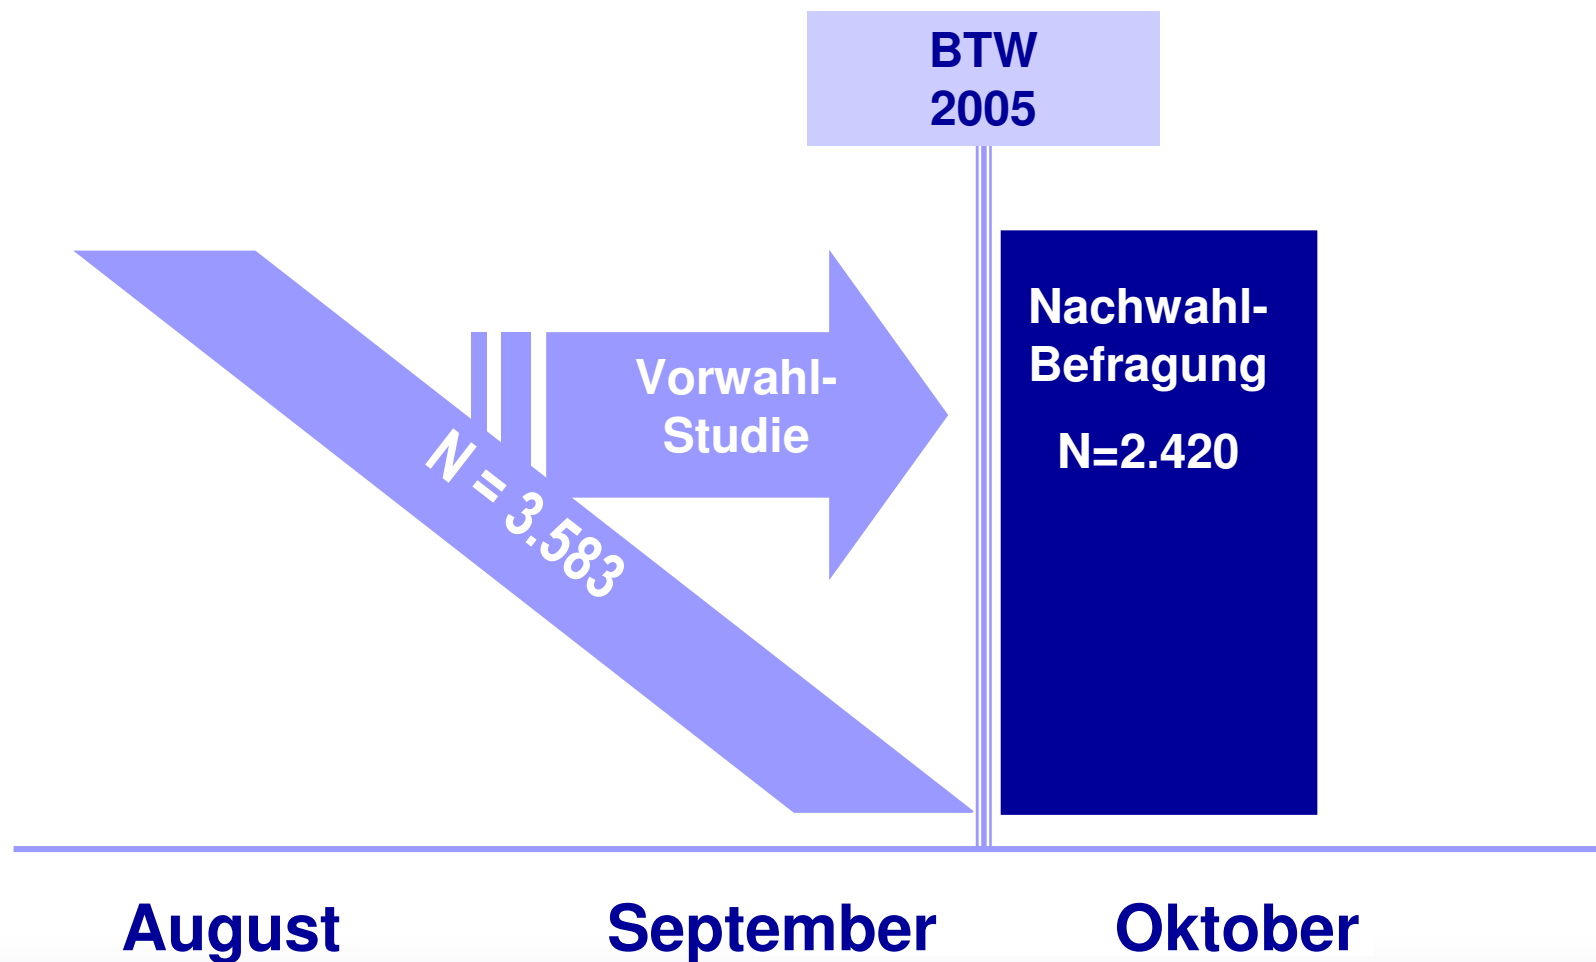 BTW
2005
Vorwahl-
Studie
N = 3.583
Nachwahl-
Befragung
N=2.420
August
September
Oktober